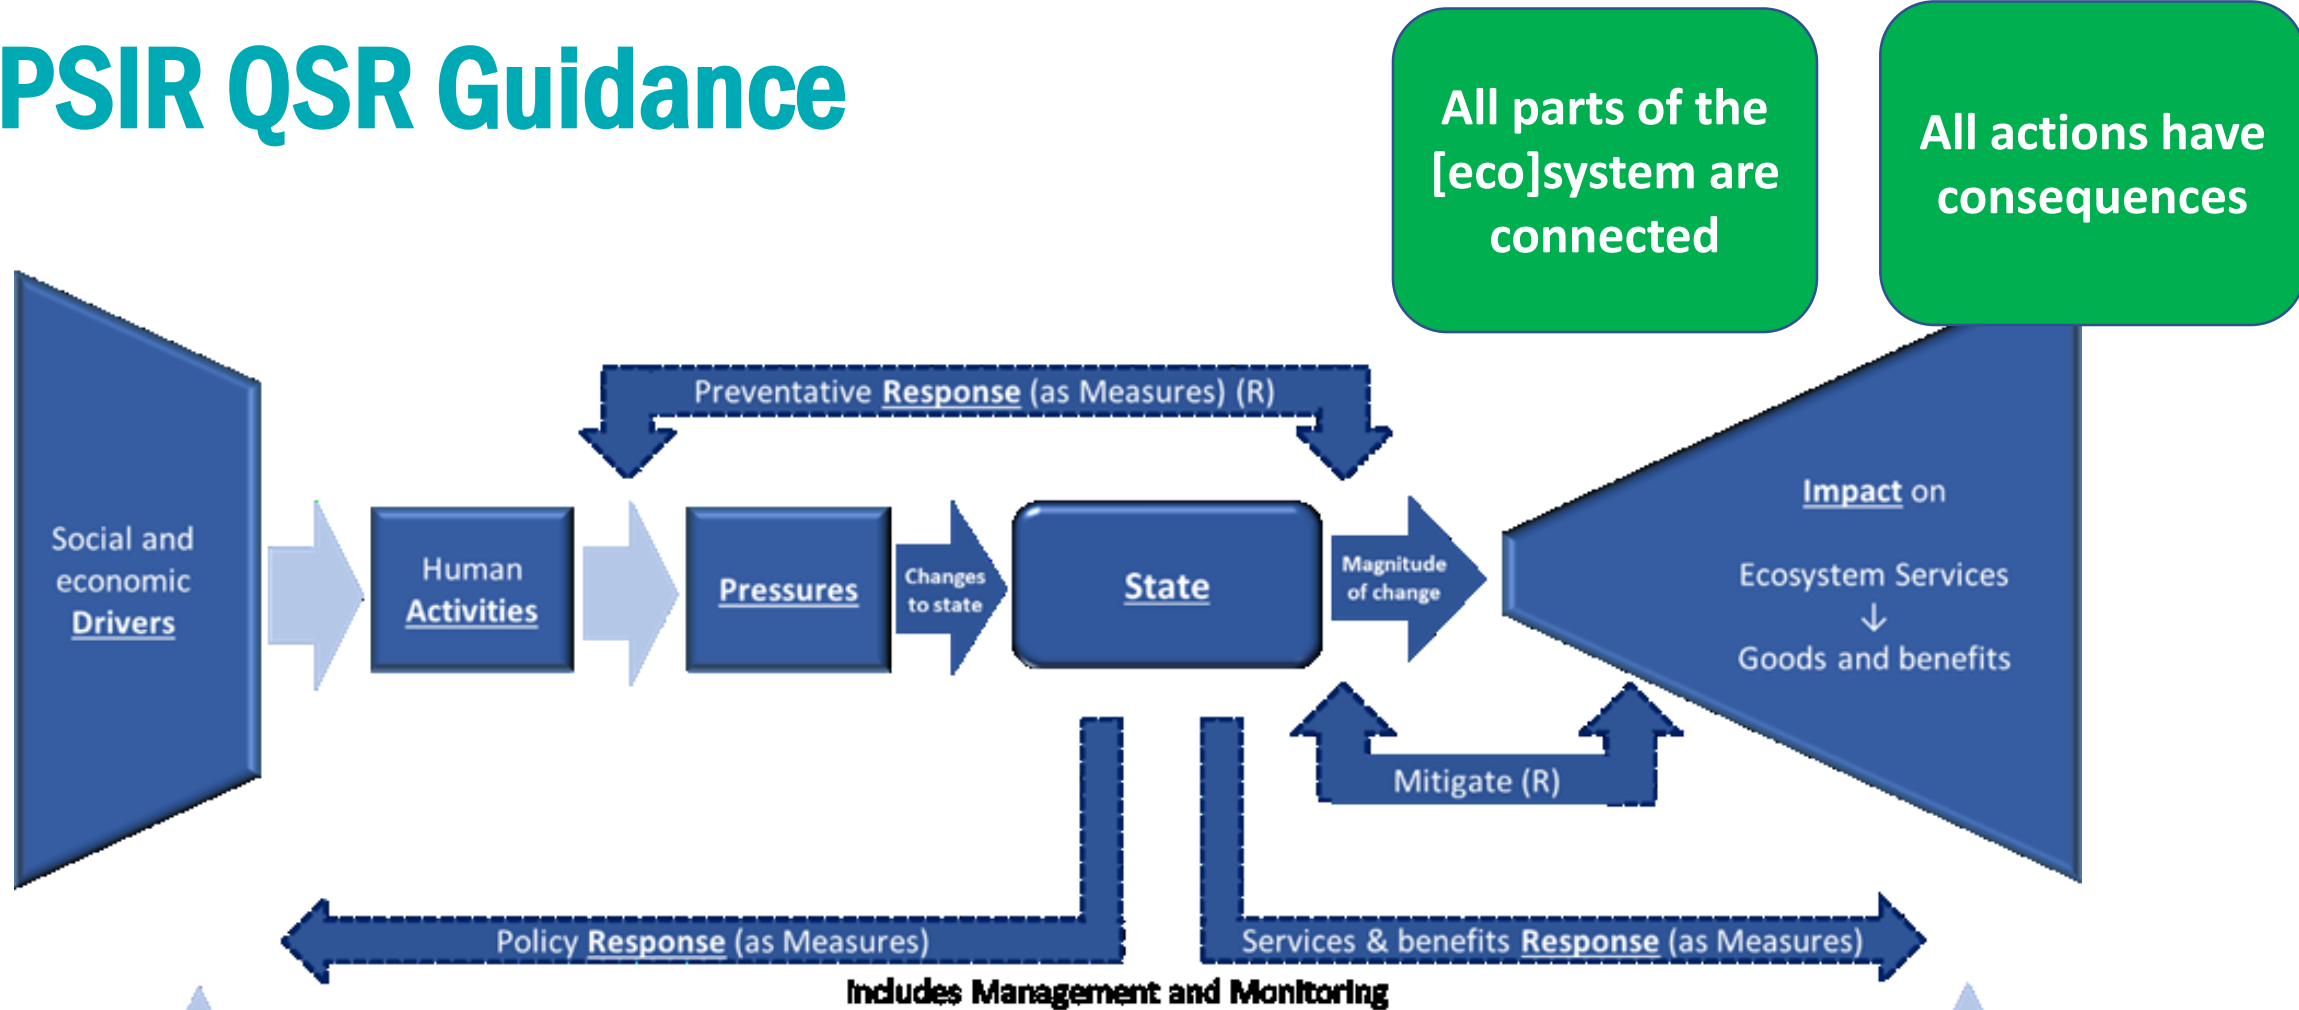 PSIR QSR Guidance
All parts of the
[eco]system are
connected
All actions have
consequences
Preventative Response (as Measures) (R)
Social and
economic
Drivers
Human
Activities
Pressures
Changes
to state
State
Magnitude
of change
Impact on
Ecosystem Services
↓
Goods and benefits
Mitigate (R)
Policy Response (as Measures)
Services & benefits Response (as Measures)
Includes Management and Monitoring